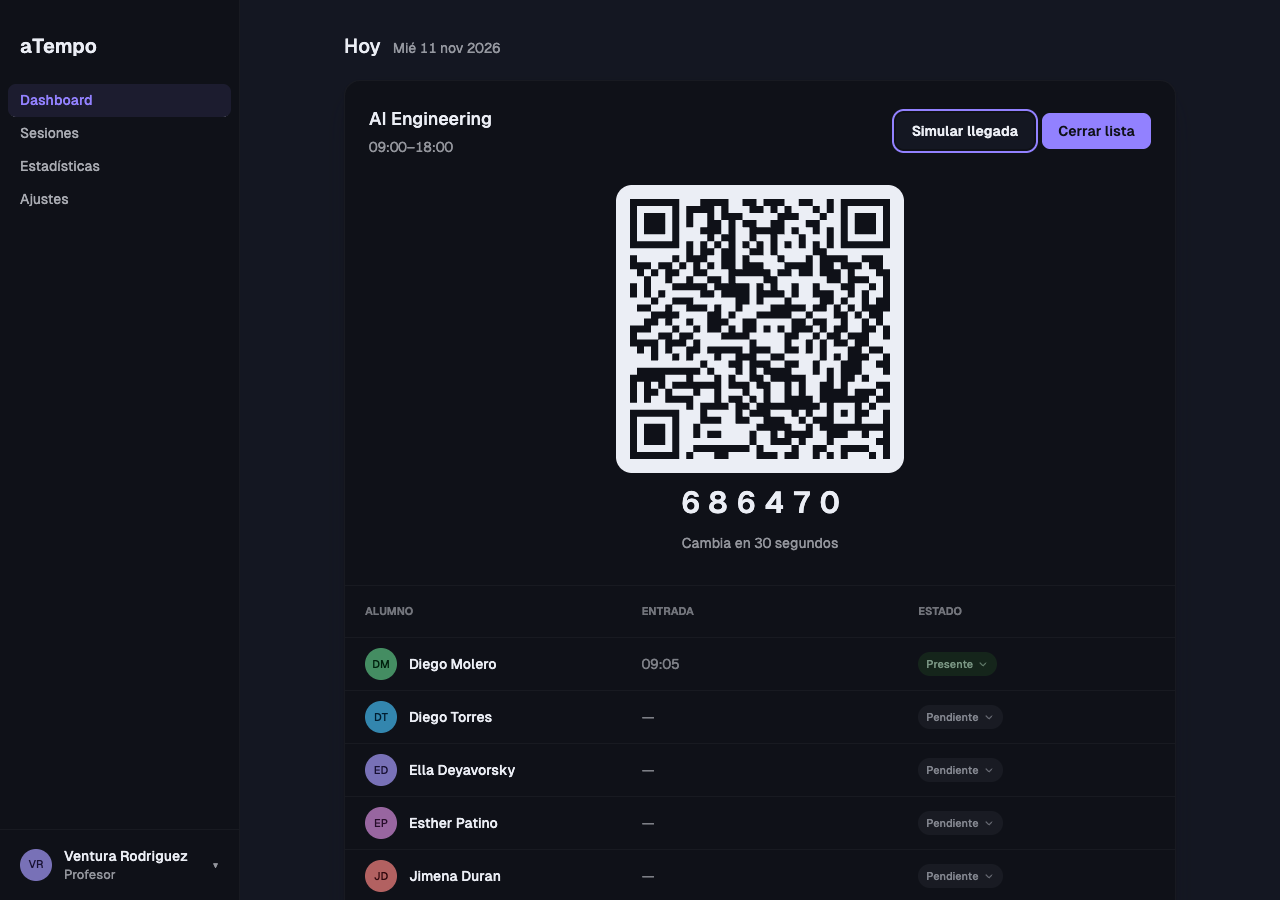 aTempo
Dashboard
Sesiones
Estadísticas
Ajustes
Hoy Mié 11 nov 2026
AI Engineering
09:00–18:00
Simular llegada
Cerrar lista
686470
Cambia en 30 segundos
ALUMNO ENTRADA ESTADO
DM Diego Molero 09:05 Presente
DT Diego Torres — Pendiente
ED Ella Deyavorsky — Pendiente
EP Esther Patino — Pendiente
JD Jimena Duran — Pendiente
VR Ventura Rodriguez
Profesor